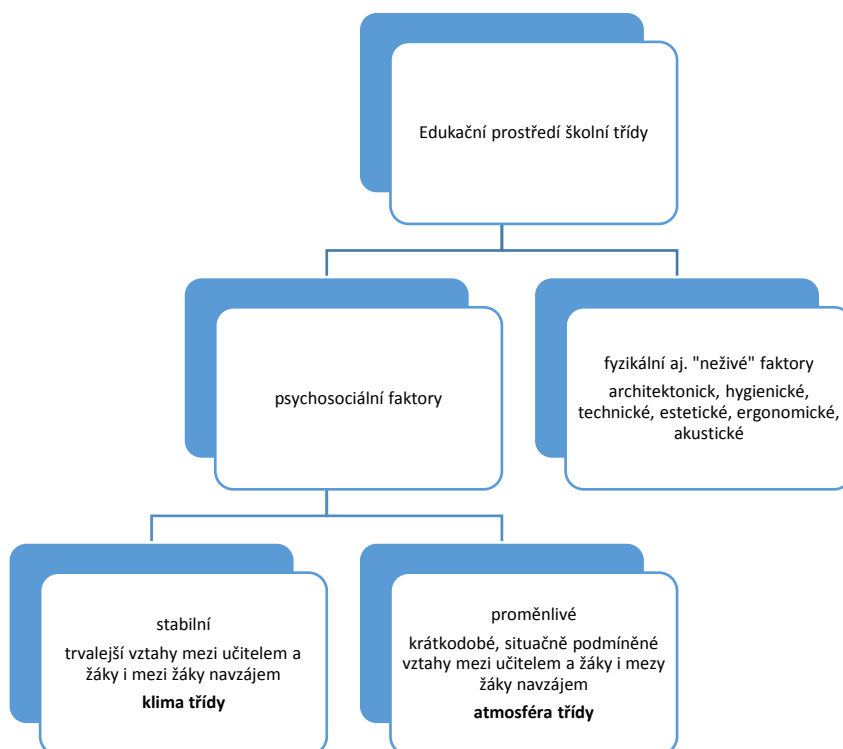 Edukační prostředí školní třídy
psychosociální faktory
fyzikální aj. "neživé" faktory
architektonick, hygienické,
technické, estetické, ergonomické,
akustické
stabilní
trvalejší vztahy mezi učitelem a
žáky i mezi žáky navzájem
klima třídy
proměnlivé
krátkodobé, situačně podmíněné
vztahy mezi učitelem a žáky i mezy
žáky navzájem
atmosféra třídy